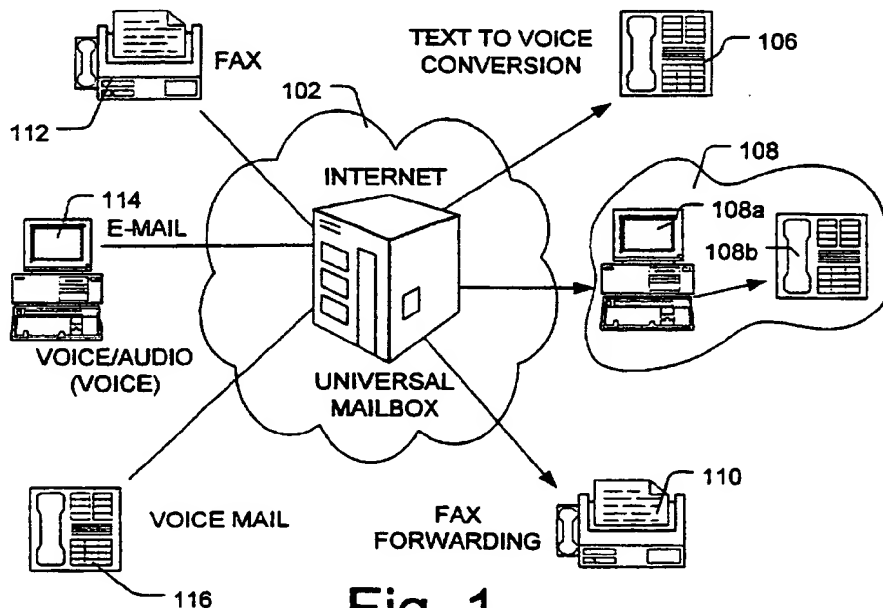 FAX
112
102
TEXT TO VOICE
CONVERSION
106
INTERNET
108
108a
108b
114
E-MAIL
VOICE/AUDIO
(VOICE)
UNIVERSAL
MAILBOX
VOICE MAIL
116
FAX
FORWARDING
110
Fig. 1